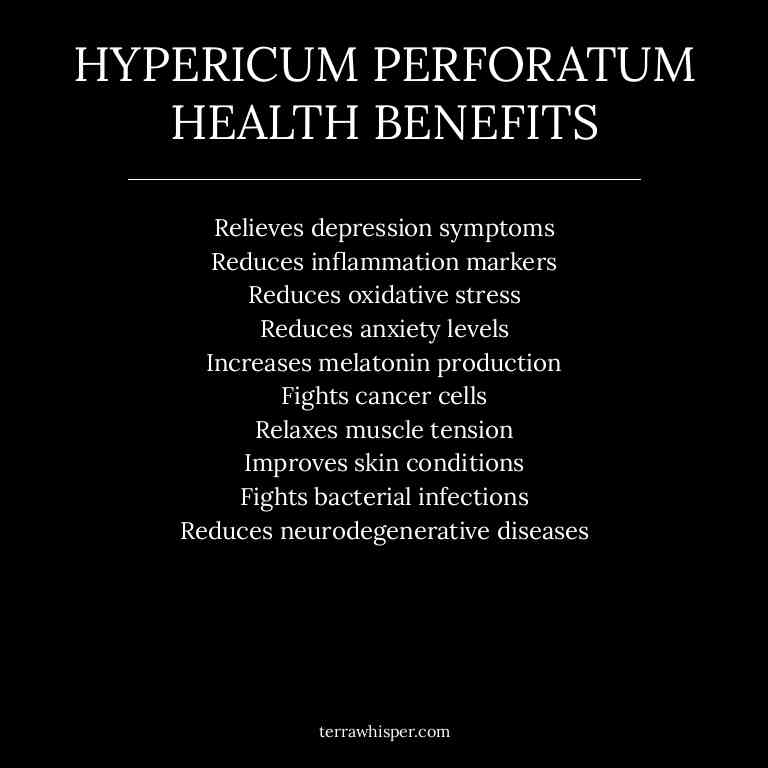 HYPERICUM PERFORATUM
HEALTH BENEFITS
Relieves depression symptoms
Reduces inflammation markers
Reduces oxidative stress
Reduces anxiety levels
Increases melatonin production
Fights cancer cells
Relaxes muscle tension
Improves skin conditions
Fights bacterial infections
Reduces neurodegenerative diseases
terrawhisper.com